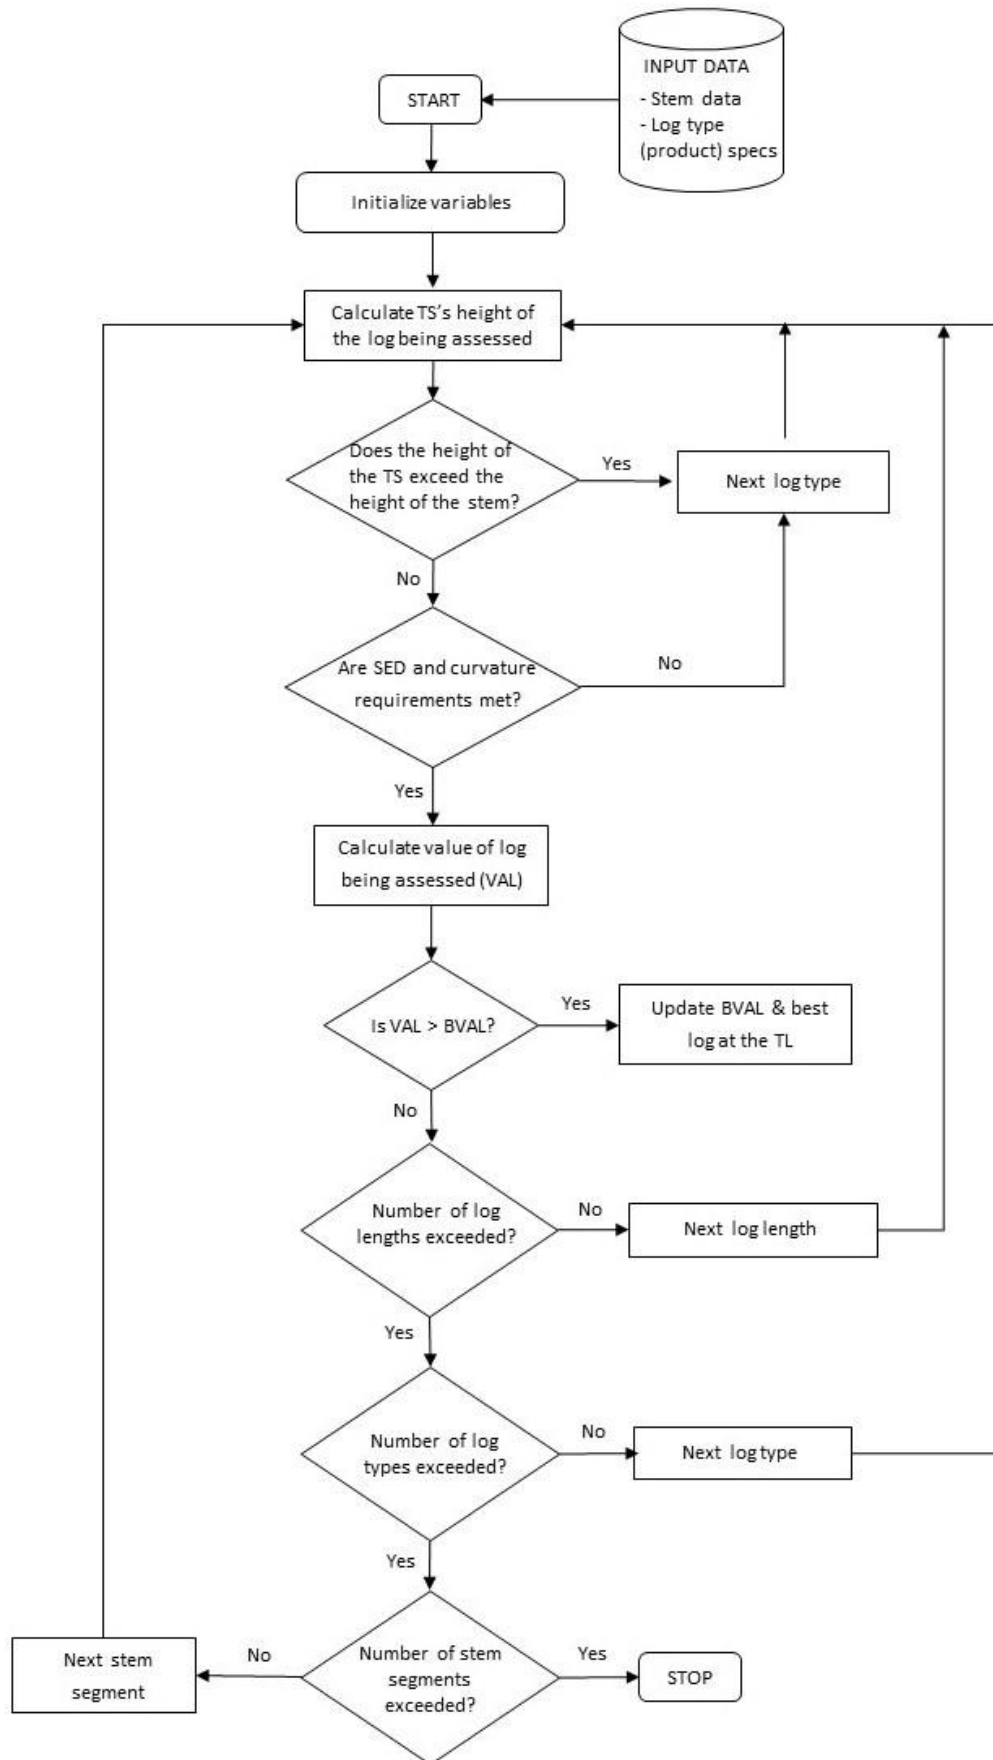 INPUT DATA
- Stem data
- Log type
(product) specs
START
Initialize variables
Calculate TS's height of
the log being assessed
Does the height of
the TS exceed the
height of the stem?
Yes
Next log type
No
Are SED and curvature
requirements met?
No
Yes
Calculate value of log
being assessed (VAL)
Is VAL > BVAL?
Yes
Update BVAL & best
log at the TL
No
Number of log
lengths exceeded?
No
Next log length
Yes
Number of log
types exceeded?
No
Next log type
Yes
Number of stem
segments
exceeded?
No
Next stem
segment
Yes
STOP